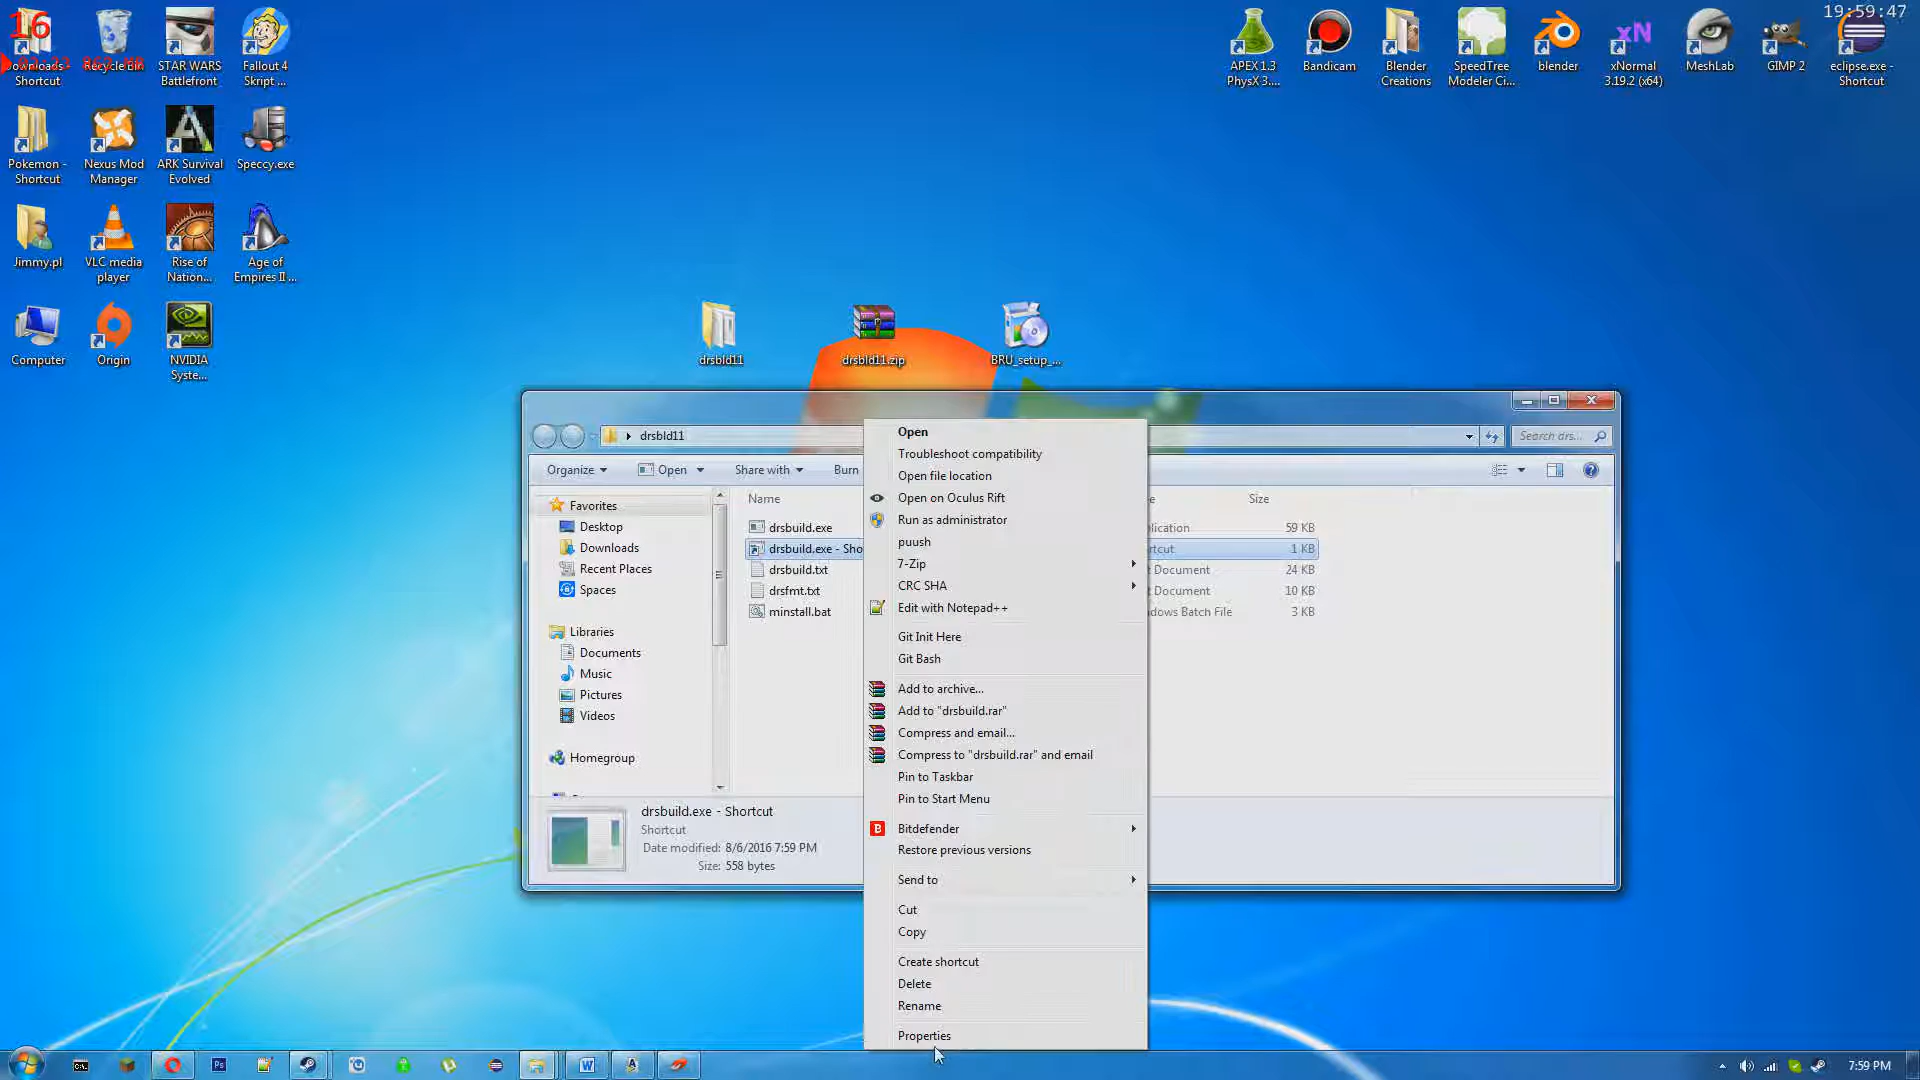 16
19:59:47
Downloads -
Shortcut
Recycle Bin
STAR WARS
Battlefront
Fallout 4
Skript ...
APEX 1.3
PhysX 3....
Bandicam
Blender
Creations
SpeedTree
Modeler Ci...
blender
xN
xNormal
3.19.2 (x64)
MeshLab
GIMP 2
eclipse.exe -
Shortcut
Pokemon -
Shortcut
Nexus Mod
Manager
ARK Survival
Evolved
Speccy.exe
Jimmy.pl
VLC media
player
Rise of
Nation...
Age of
Empires II ...
Computer
Origin
NVIDIA
Syste...
drsbld11
drsbld11.zip
BRU_setup_...
drsbld11
Search drs...
Organize
Open
Share with
Burn
Name
Size
Favorites
Desktop
Downloads
Recent Places
Spaces
Libraries
Documents
Music
Pictures
Videos
Homegroup
drsbuild.exe
lication
59 KB
drsbuild.exe - Sho
rtcut
1 KB
drsbuild.txt
t Document
24 KB
drsfmt.txt
t Document
10 KB
minstall.bat
dows Batch File
3 KB
drsbuild.exe - Shortcut
Shortcut
Date modified: 8/6/2016 7:59 PM
Size: 558 bytes
Open
Troubleshoot compatibility
Open file location
Open on Oculus Rift
Run as administrator
puush
7-Zip
CRC SHA
Edit with Notepad++
Git Init Here
Git Bash
Add to archive...
Add to "drsbuild.rar"
Compress and email...
Compress to "drsbuild.rar" and email
Pin to Taskbar
Pin to Start Menu
B
Bitdefender
Restore previous versions
Send to
Cut
Copy
Create shortcut
Delete
Rename
Properties
Ps
W
7:59 PM